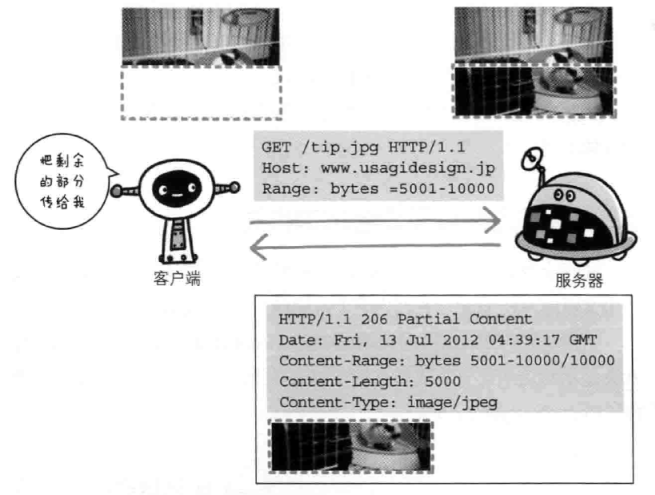 把剩余
的部分
传给我
GET /tip.jpg HTTP/1.1
Host: www.usagidesign.jp
Range: bytes =5001-10000
客户端
服务器
HTTP/1.1 206 Partial Content
Date: Fri, 13 Jul 2012 04:39:17 GMT
Content-Range: bytes 5001-10000/10000
Content-Length: 5000
Content-Type: image/jpeg